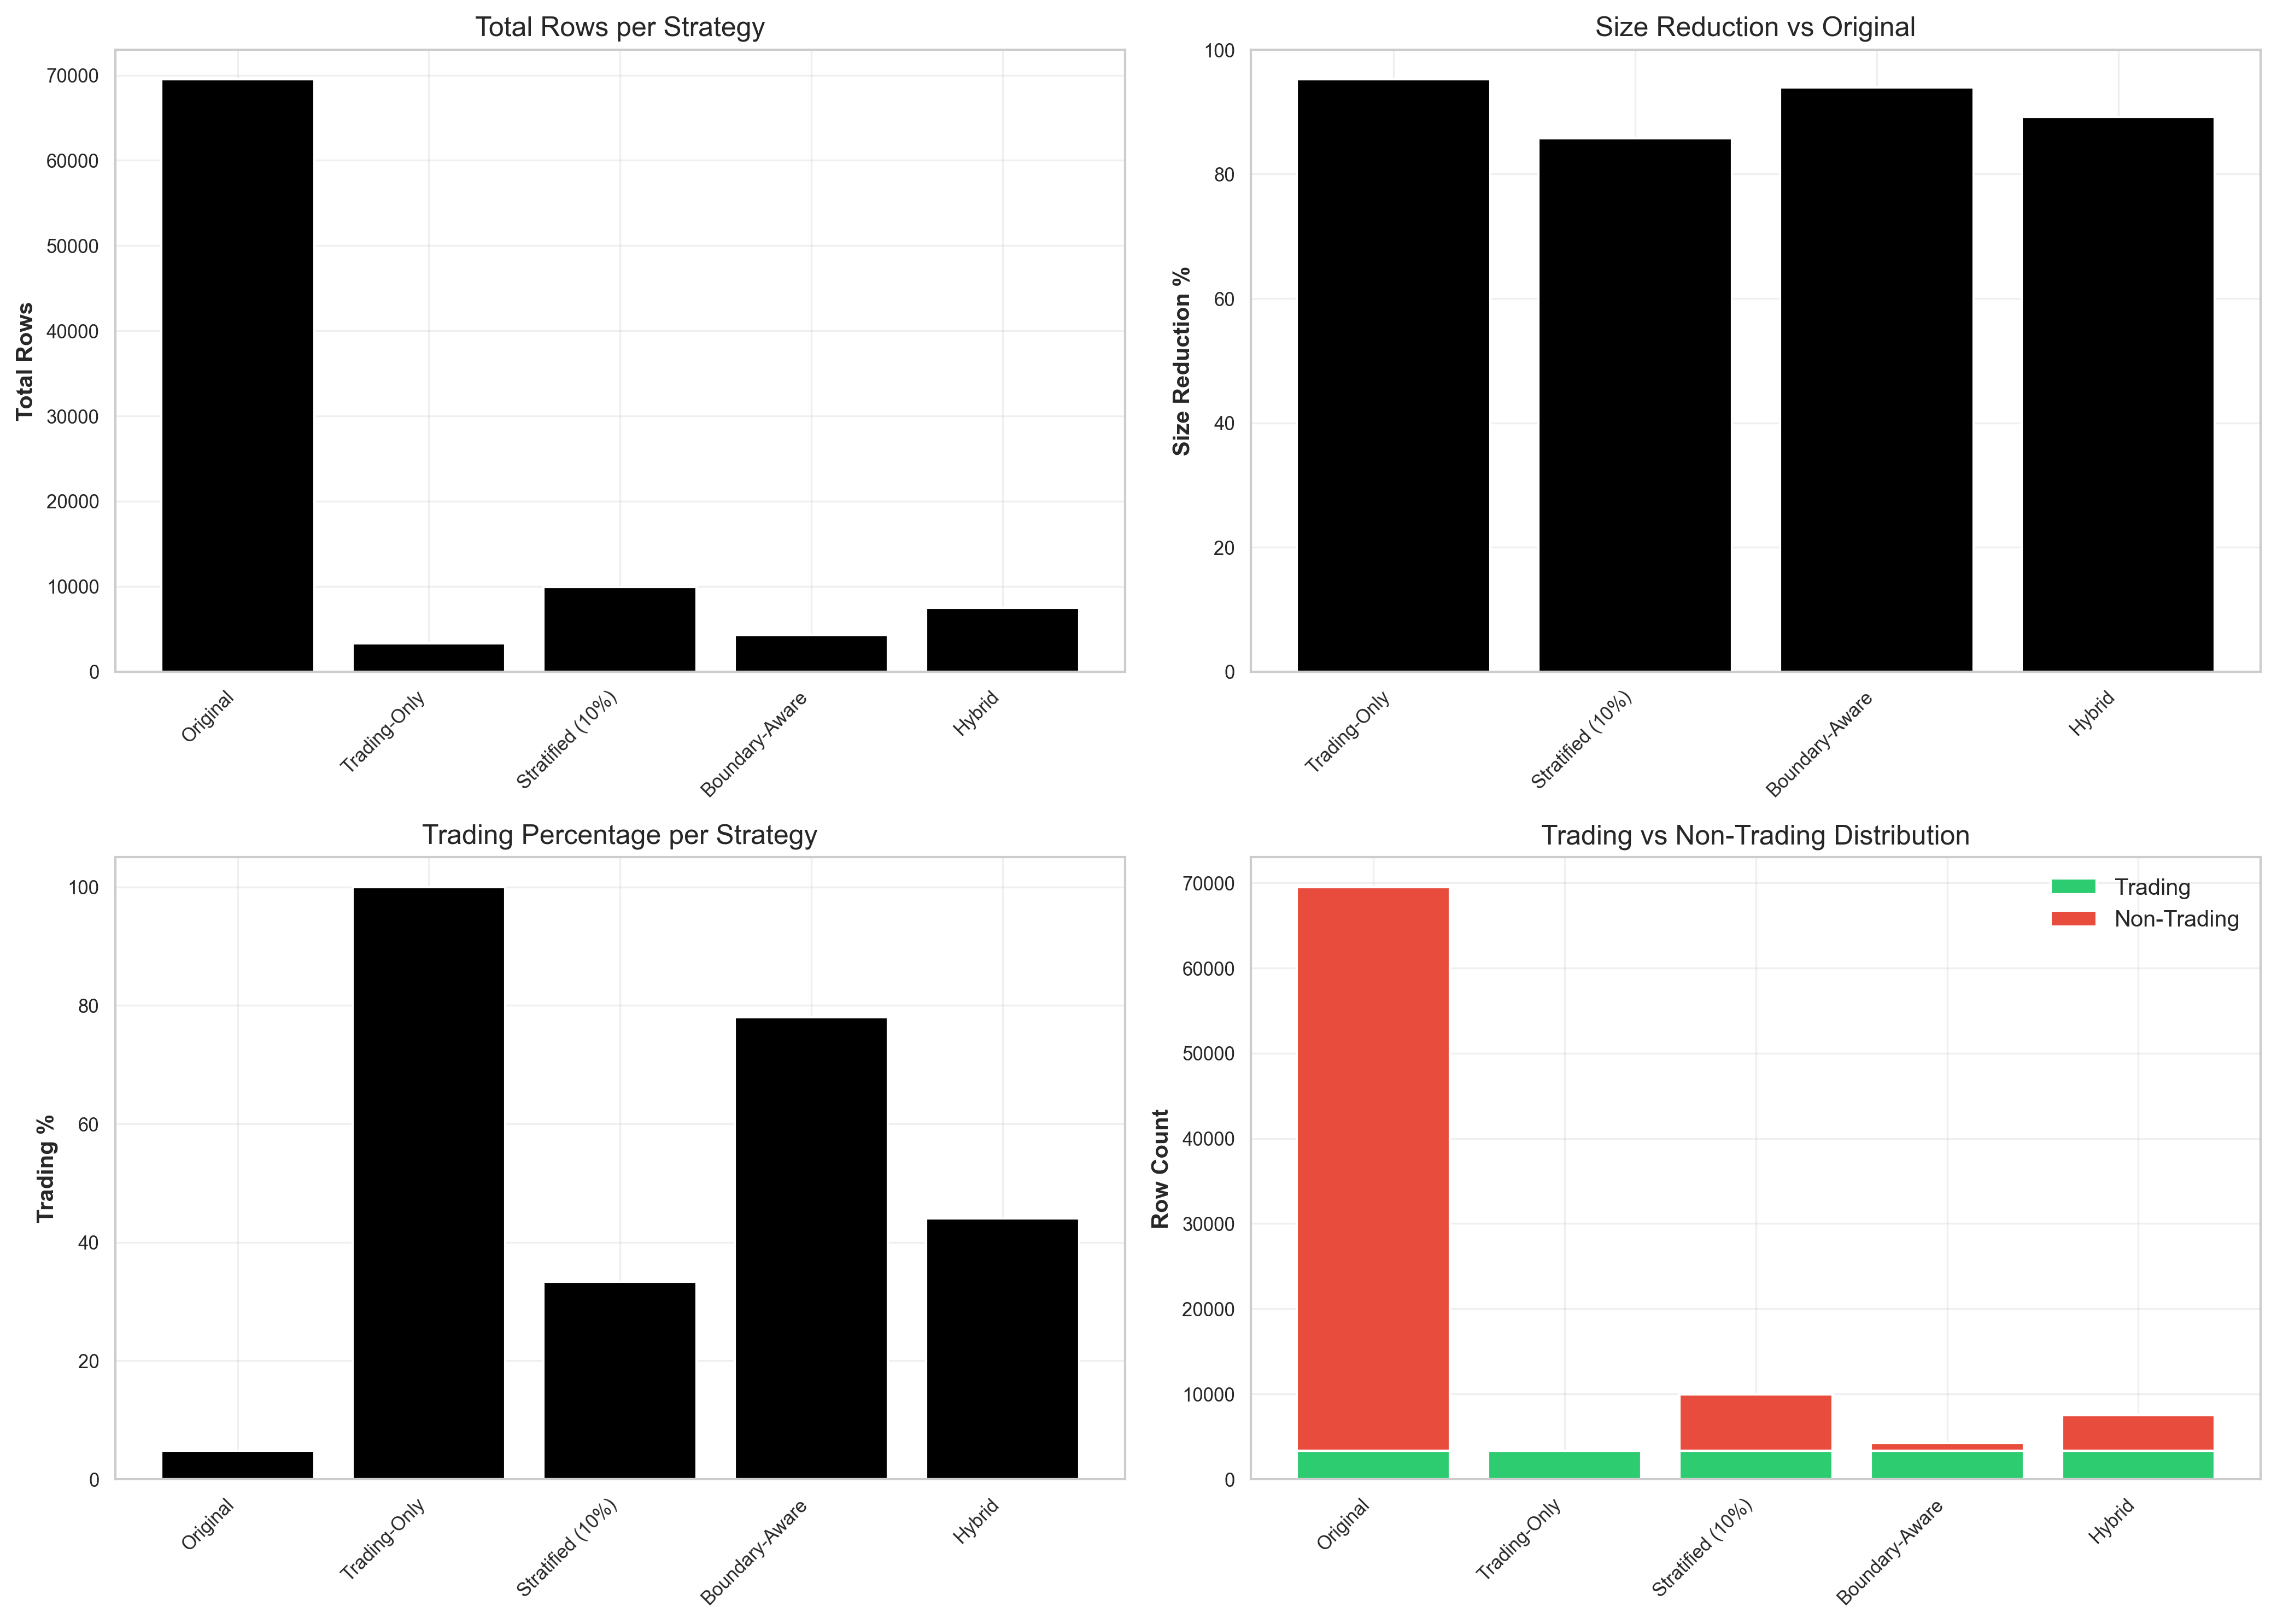 Total Rows per Strategy
Total Rows
70000
60000
50000
40000
30000
20000
10000
0
Original
Trading-Only
Stratified (10%)
Boundary-Aware
Hybrid
Size Reduction vs Original
Size Reduction %
100
80
60
40
20
0
Trading-Only
Stratified (10%)
Boundary-Aware
Hybrid
Trading Percentage per Strategy
Trading %
100
80
60
40
20
0
Original
Trading-Only
Stratified (10%)
Boundary-Aware
Hybrid
Trading vs Non-Trading Distribution
Row Count
70000
60000
50000
40000
30000
20000
10000
0
Trading
Non-Trading
Original
Trading-Only
Stratified (10%)
Boundary-Aware
Hybrid